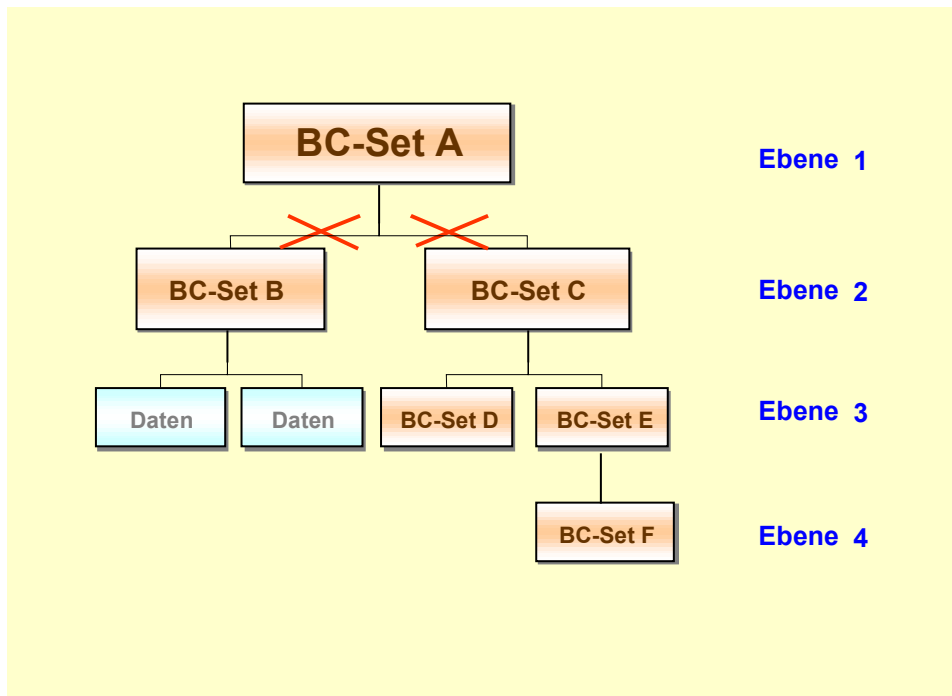 BC-Set A
Ebene 1
BC-Set B
BC-Set C
Ebene 2
Daten
Daten
BC-Set D
BC-Set E
Ebene 3
BC-Set F
Ebene 4